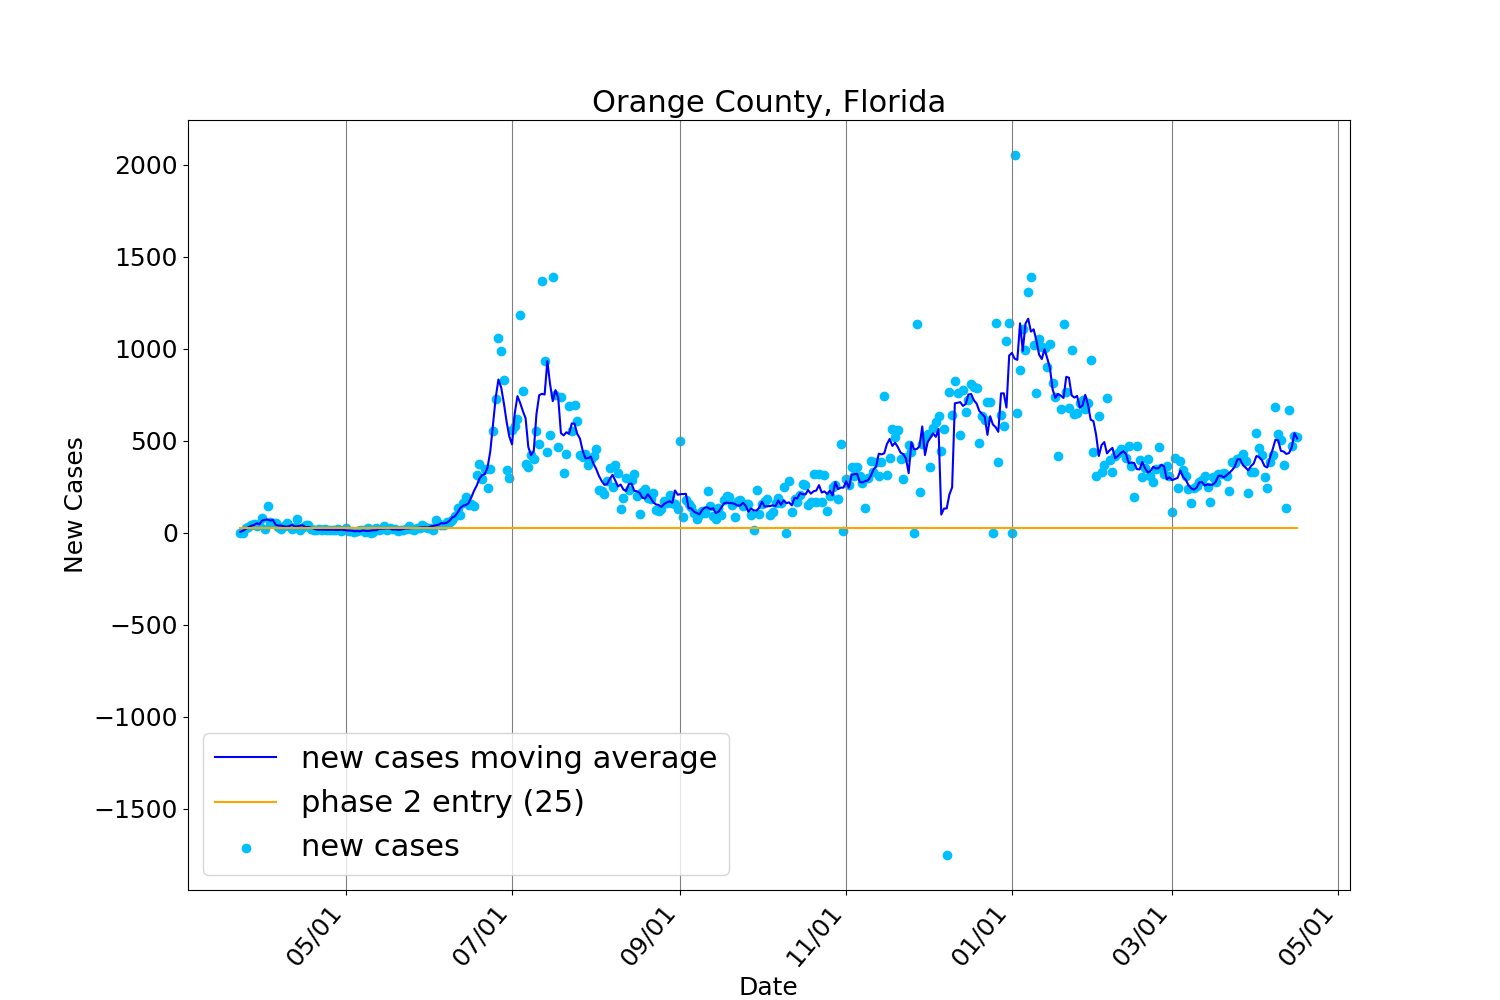 Orange County, Florida
New Cases
2000
1500
1000
500
0
−500
−1000
−1500
new cases moving average
phase 2 entry (25)
new cases
05/01
07/01
09/01
11/01
01/01
03/01
05/01
Date